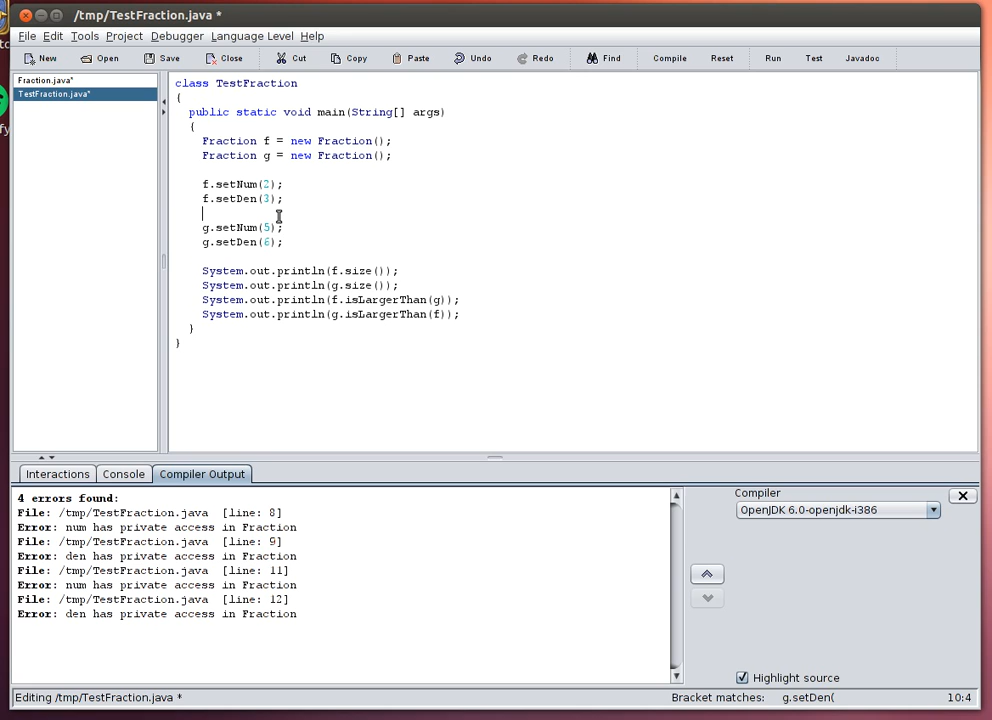 /tmp/TestFraction.java *
File Edit Tools Project Debugger Language Level Help
New Open Save Close Cut Copy Paste Undo Redo Find Compile Reset Run Test Javadoc
Fraction.java*
TestFraction.java*
class TestFraction
{
public static void main(String[] args)
{
Fraction f = new Fraction();
Fraction g = new Fraction();
f.setNum(2);
f.setDen(3);
g.setNum(5);
g.setDen(6);
System.out.println(f.size());
System.out.println(g.size());
System.out.println(f.isLargerThan(g));
System.out.println(g.isLargerThan(f));
}
}
Interactions Console Compiler Output
4 errors found:
File: /tmp/TestFraction.java [line: 8]
Error: num has private access in Fraction
File: /tmp/TestFraction.java [line: 9]
Error: den has private access in Fraction
File: /tmp/TestFraction.java [line: 11]
Error: num has private access in Fraction
File: /tmp/TestFraction.java [line: 12]
Error: den has private access in Fraction
Compiler
OpenJDK 6.0-openjdk-i386
Highlight source
Editing /tmp/TestFraction.java * Bracket matches: g.setDen( 10:4